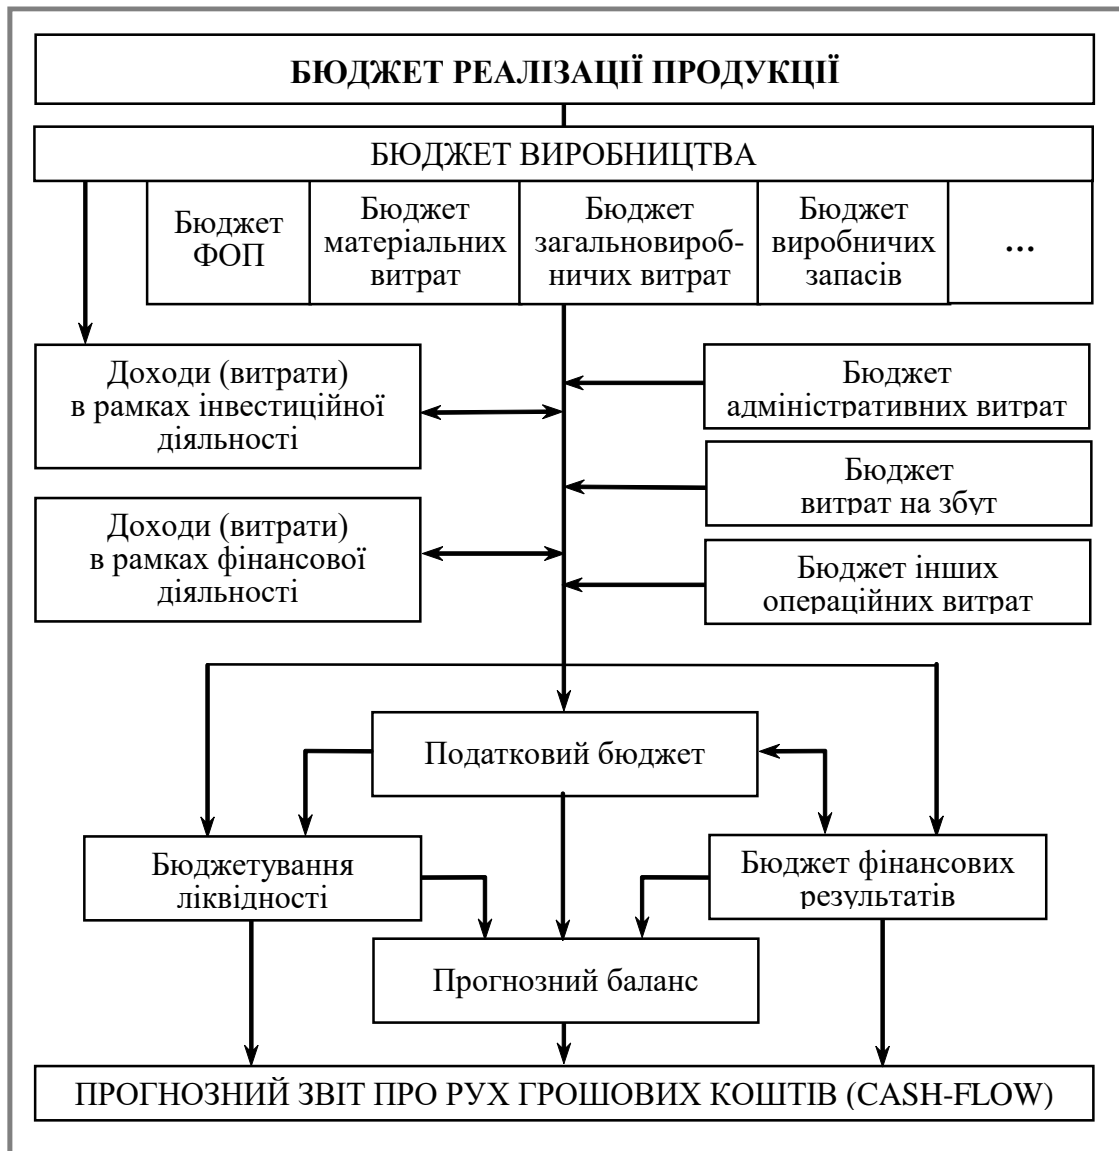 БЮДЖЕТ РЕАЛІЗАЦІЇ ПРОДУКЦІЇ
БЮДЖЕТ ВИРОБНИЦТВА
Бюджет
ФОП
Бюджет
матеріальних
витрат
Бюджет
загальновироб-
ничих витрат
Бюджет
виробничих
запасів
...
Доходи (витрати)
в рамках інвестиційної
діяльності
Бюджет
адміністративних витрат
Бюджет
витрат на збут
Доходи (витрати)
в рамках фінансової
діяльності
Бюджет інших
операційних витрат
Податковий бюджет
Бюджетування
ліквідності
Бюджет фінансових
результатів
Прогнозний баланс
ПРОГНОЗНИЙ ЗВІТ ПРО РУХ ГРОШОВИХ КОШТІВ (CASH-FLOW)